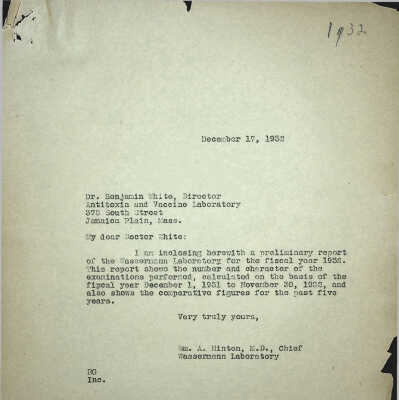 1932
December 17, 1932
Dr. Benjamin White, Director
Antitoxin and Vaccine Laboratory
375 South Street
Jamaica Plain, Mass.
My dear Doctor White:
I am inclosing herewith a preliminary report
of the Wassermann Laboratory for the fiscal year 1932.
This report shows the number and character of the
examinations performed, calculated on the basis of the
fiscal year December 1, 1931 to November 30, 1932, and
also shows the comparative figures for the past five
years.
Very truly yours,
Wm. A. Hinton, M.D., Chief
Wassermann Laboratory
Inc.